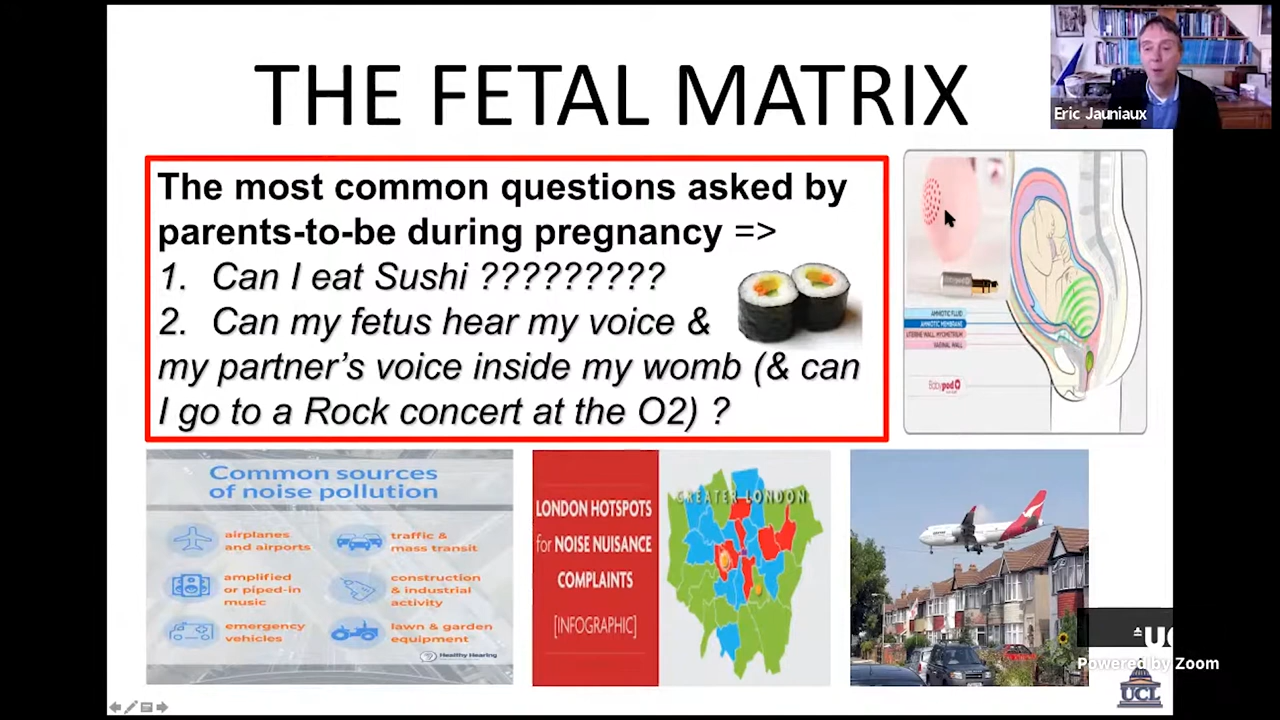 THE FETAL MATRIX
Eric Jauniaux
The most common questions asked by
parents-to-be during pregnancy =>
1. Can I eat Sushi ?????????
2. Can my fetus hear my voice &
my partner’s voice inside my womb (& can
I go to a Rock concert at the O2) ?
AMNIOTIC FLUID
AMNIOTIC MEMBRANE
UTERINE WALL, MYOMETRIUM
VAGINAL WALL
Babypod
Common sources
of noise pollution
airplanes
and airports
traffic &
mass transit
amplified
or piped-in
music
construction
& industrial
activity
emergency
vehicles
lawn & garden
equipment
Healthy Hearing
LONDON HOTSPOTS
for NOISE NUISANCE
COMPLAINTS
[INFOGRAPHIC]
GREATER LONDON
Powered by Zoom
UCL